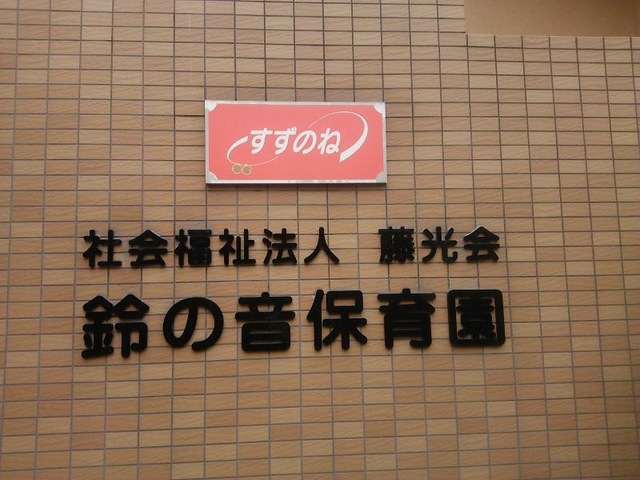 すずのね
社会福祉法人 藤光会
鈴の音保育園